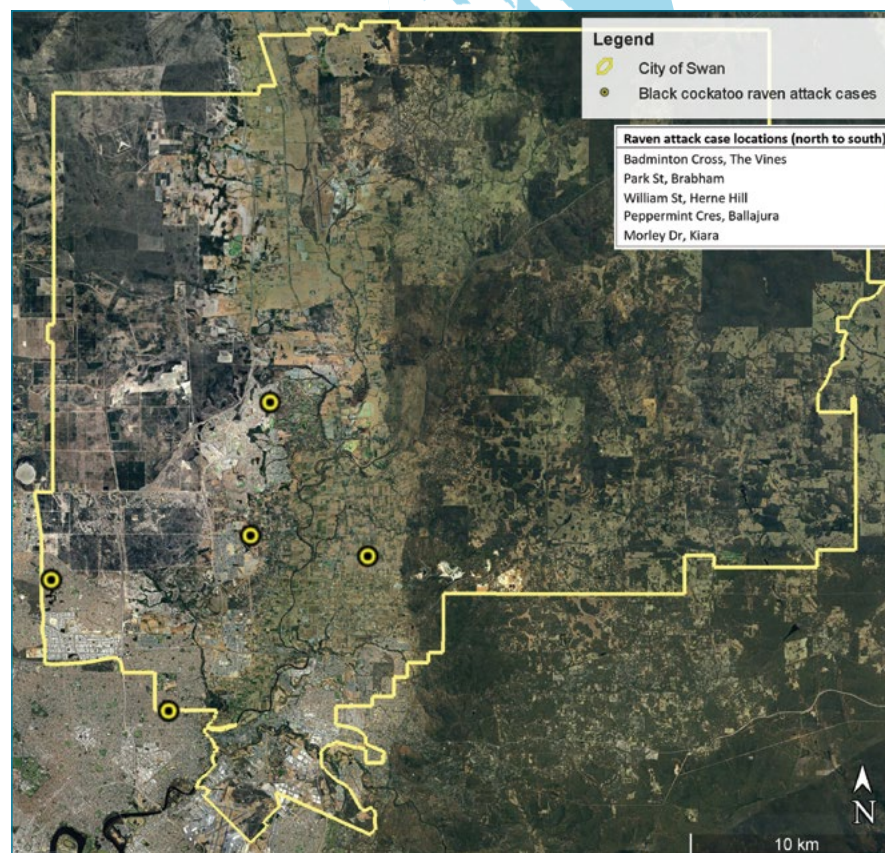 Legend
City of Swan
Black cockatoo raven attack cases
Raven attack case locations (north to south)
Badminton Cross, The Vines
Park St, Brabham
William St, Herne Hill
Peppermint Cres, Ballajura
Morley Dr, Kiara
N
10 km